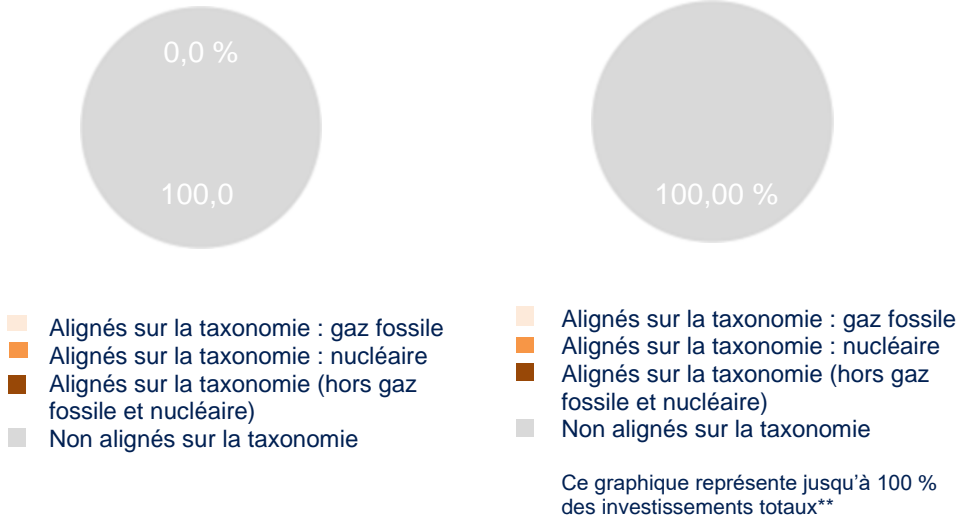 0,0 %
100,0
100,00 %
Alignés sur la taxonomie : gaz fossile
Alignés sur la taxonomie : nucléaire
Alignés sur la taxonomie (hors gaz
fossile et nucléaire)
Non alignés sur la taxonomie
Alignés sur la taxonomie : gaz fossile
Alignés sur la taxonomie : nucléaire
Alignés sur la taxonomie (hors gaz
fossile et nucléaire)
Non alignés sur la taxonomie
Ce graphique représente jusqu’à 100 %
des investissements totaux**